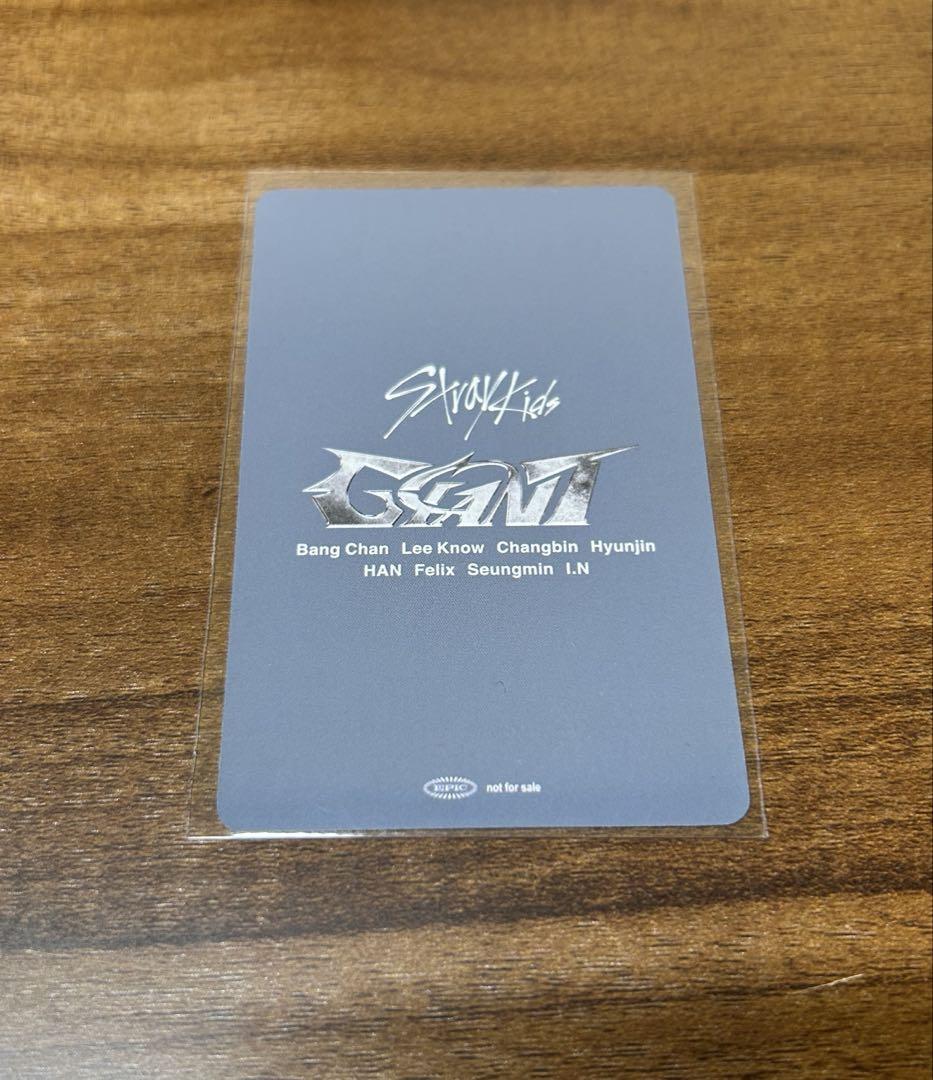 Stray Kids
GIANT
Bang Chan Lee Know Changbin Hyunjin
HAN Felix Seungmin I.N
EPIC not for sale